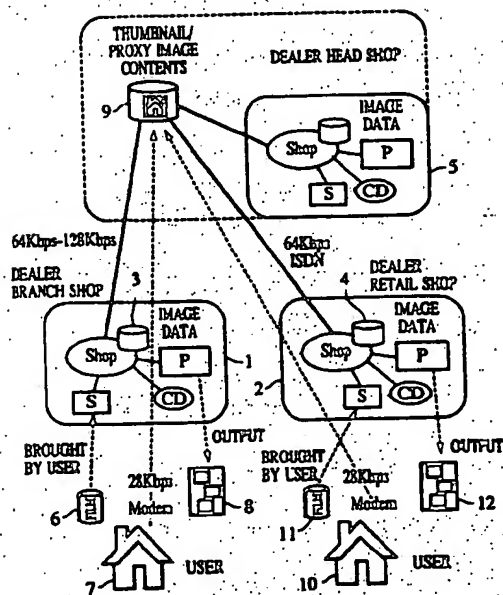 THUMBNAIL/
PROXY IMAGE
CONTENTS
DEALER HEAD SHOP
9
IMAGE
DATA
Shop
P
S
CD
5
64Kbps-128Kbps
64Kbps
ISDN
DEALER
BRANCH SHOP
3
IMAGE
DATA
Shop
P
1
S
CD
4
DEALER
RETAIL SHOP
IMAGE
DATA
Shop
P
2
S
CD
BROUGHT
BY USER
OUTPUT
6
28Kbps
Modem
8
7
USER
BROUGHT
BY USER
OUTPUT
11
28Kbps
Modem
12
10
USER